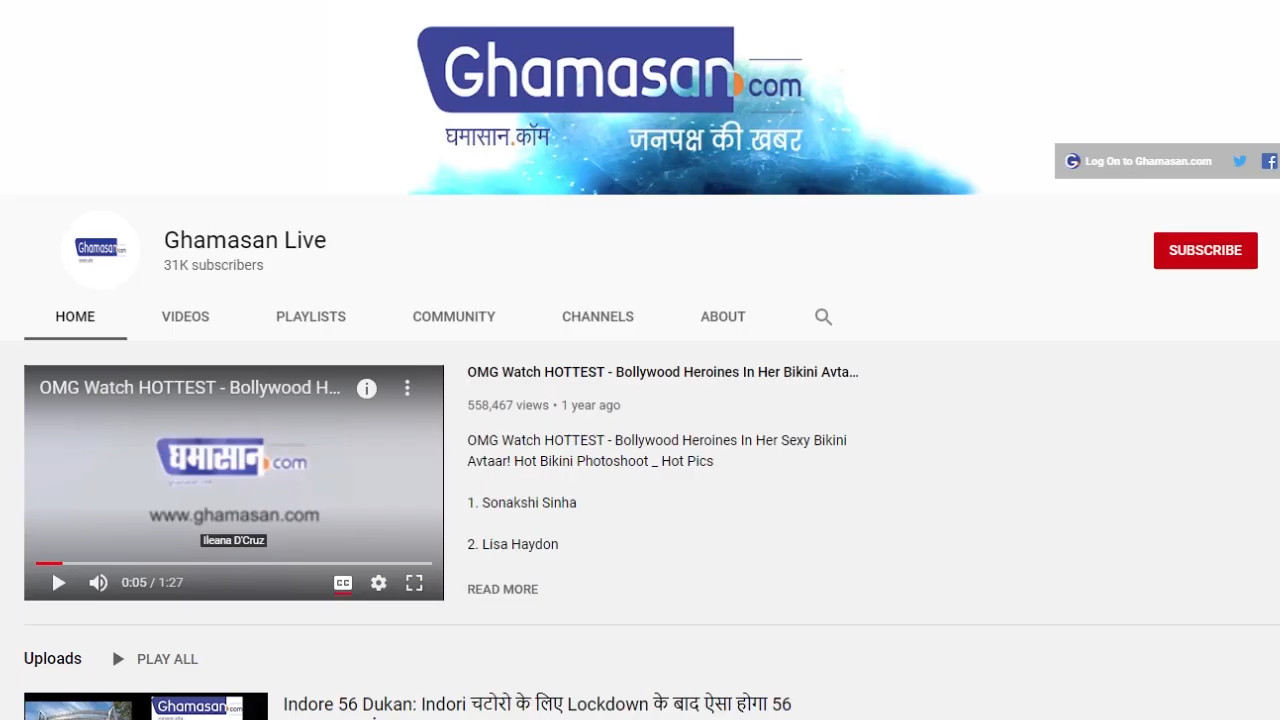 Ghamasan.com
घमासान.कॉम
जनपक्ष की खबर
Log On to Ghamasan.com
Ghamasan.com
Ghamasan Live
31K subscribers
SUBSCRIBE
HOME VIDEOS PLAYLISTS COMMUNITY CHANNELS ABOUT
OMG Watch HOTTEST - Bollywood H...
घमासान.com
www.ghamasan.com
Ileana D'Cruz
0:05 / 1:27
CC
OMG Watch HOTTEST - Bollywood Heroines In Her Bikini Avta...
558,467 views • 1 year ago
OMG Watch HOTTEST - Bollywood Heroines In Her Sexy Bikini
Avtaar! Hot Bikini Photoshoot _ Hot Pics
1. Sonakshi Sinha
2. Lisa Haydon
READ MORE
Uploads PLAY ALL
Ghamasan.com
Indore 56 Dukan: Indori चटोरो के लिए Lockdown के बाद ऐसा होगा 56